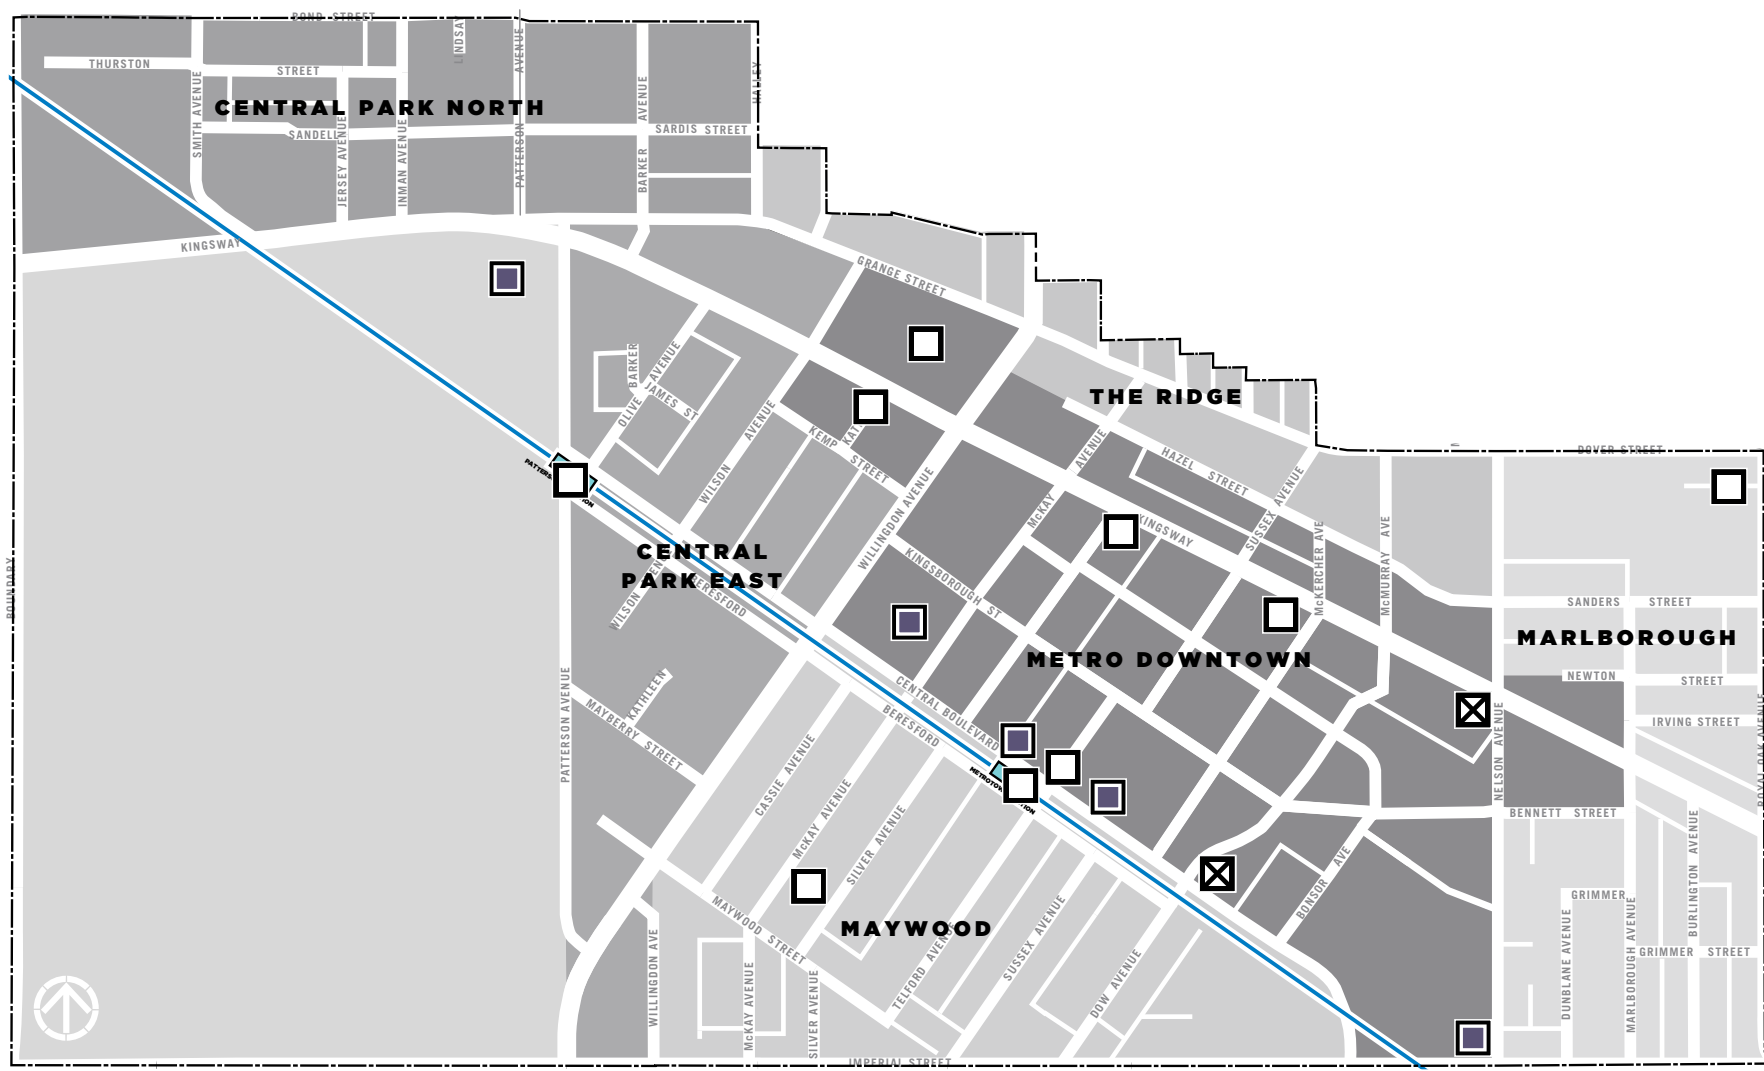 BOND STREET
LINDSAY
AVENUE
THURSTON
STREET
HALLEY
SMITH AVENUE
AVENUE
CENTRAL PARK NORTH
SANDELL
SARDIS STREET
JERSEY AVENUE
INMAN AVENUE
PATTERSON
BARKER
KINGSWAY
GRANGE STREET
BARKER
OLIVE AVENUE
JAMES ST
THE RIDGE
WILSON AVENUE
KEMP STREET
McKAY AVENUE
HAZEL STREET
DOVER STREET
WILLINGDON AVENUE
SUSSEX AVENUE
KINGSWAY
McKERCHER AVE
McMURRAY AVE
CENTRAL
PARK EAST
BERESFORD
KINGSBOROUGH ST
BOUNDARY
SANDERS STREET
MARLBOROUGH
METRO DOWNTOWN
NEWTON STREET
IRVING STREET
PATTERSON AVENUE
KATHLEEN
MAYBERY STREET
CENTRAL BOULEVARD
BERESFORD
NELSON AVENUE
ROYAL OAK AVENUE
CASSIE AVENUE
McKAY AVENUE
SILVER AVENUE
BENNETT STREET
BURLINGTON AVENUE
BONSOR AVE
GRIMMER
MAYWOOD
MAYWOOD STREET
TELFORD AVENUE
SUSSEX AVENUE
DOW AVENUE
DUNBLANE AVENUE
MARLBOROUGH AVENUE
GRIMMER STREET
WILLINGDON AVE
McKAY AVENUE
SILVER AVENUE
IMPERIAL STREET